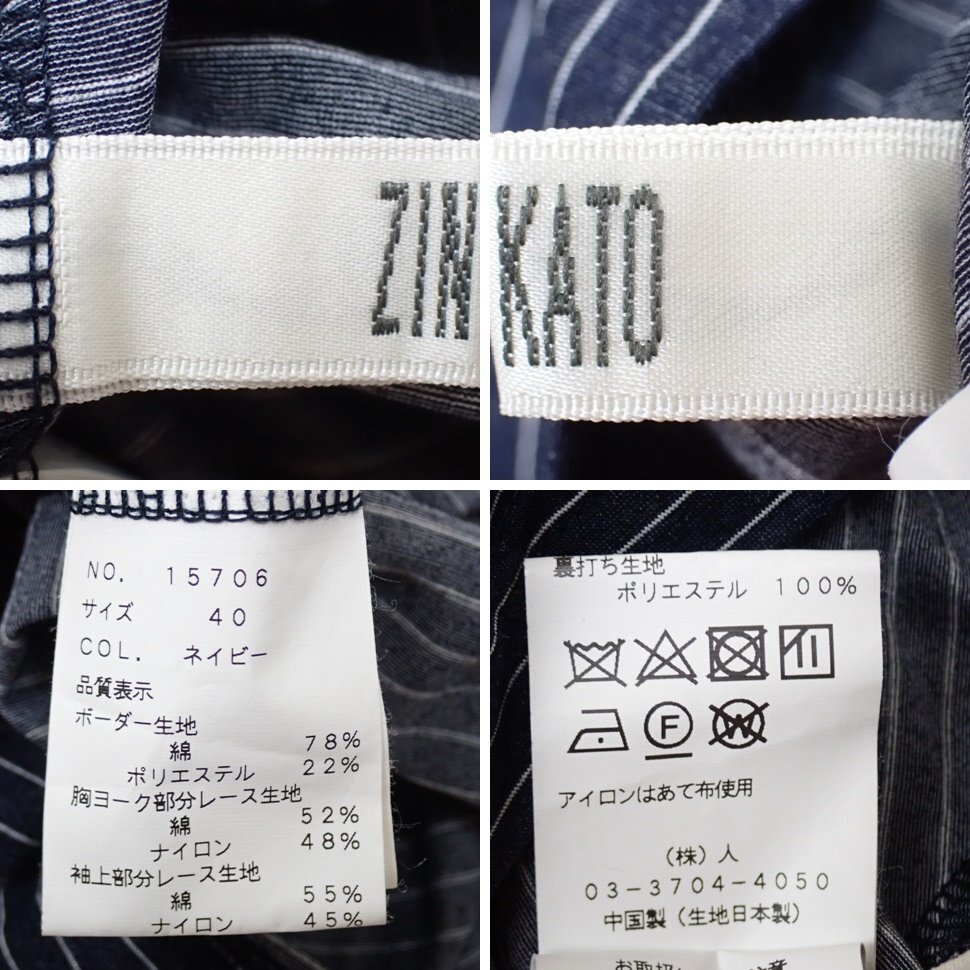 ZIN
KATO
NO. 15706
サイズ 40
COL. ネイビー
品質表示
ボーダー生地
綿 78%
ポリエステル 22%
胸ヨーク部分レース生地
綿 52%
ナイロン 48%
袖上部分レース生地
綿 55%
ナイロン 45%
裏打ち生地
ポリエステル 100%
F
W
アイロンはあて布使用
(株)人
03-3704-4050
中国製(生地日本製)